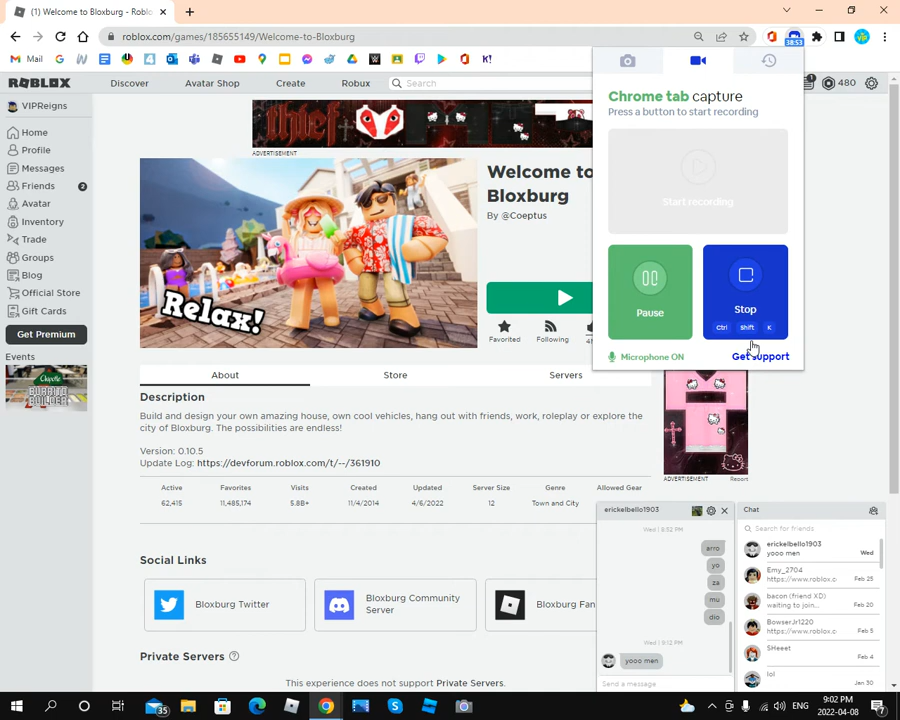 (1) Welcome to Bloxburg - Roblox
roblox.com/games/185655149/Welcome-to-Bloxburg
38:53
Mail
K!
ROBLOX
Discover
Avatar Shop
Create
Robux
Search
1
480
VIPReigns
Home
Profile
Messages
Friends
2
Avatar
Inventory
Trade
Groups
Blog
Official Store
Gift Cards
Get Premium
Events
Chipotle
BURRITO
BUILDER
thief
ADVERTISEMENT
Relax!
Welcome to
Bloxburg
By @Coeptus
Favorited
Following
Chrome tab capture
Press a button to start recording
Start recording
Pause
Stop
Ctrl Shift K
Microphone ON
Get support
About
Store
Servers
Description
Build and design your own amazing house, own cool vehicles, hang out with friends, work, roleplay or explore the
city of Bloxburg. The possibilities are endless!
Version: 0.10.5
Update Log: https://devforum.roblox.com/t/--/361910
Active Favorites Visits Created Updated Server Size Genre Allowed Gear
62,415 11,485,174 5.8B+ 11/4/2014 4/6/2022 12 Town and City
ADVERTISEMENT
Report
Social Links
Bloxburg Twitter
Bloxburg Community
Server
Bloxburg Fan
Private Servers
This experience does not support Private Servers.
erickelbello1903
Wed | 9:52 PM
arro
yo
za
mu
dio
Wed | 9:12 PM
yooo men
Send a message
Chat
Search for friends
erickelbello1903
yooo men
Wed
Emy_2704
https://www.roblox.c...
Feb 25
bacon (friend XD)
waiting to join...
Feb 20
BowserJr1220
https://www.roblox.c...
Feb 5
SHeeet
Feb 4
lol
Jan 30
35
ENG
9:02 PM
2022-04-08
7